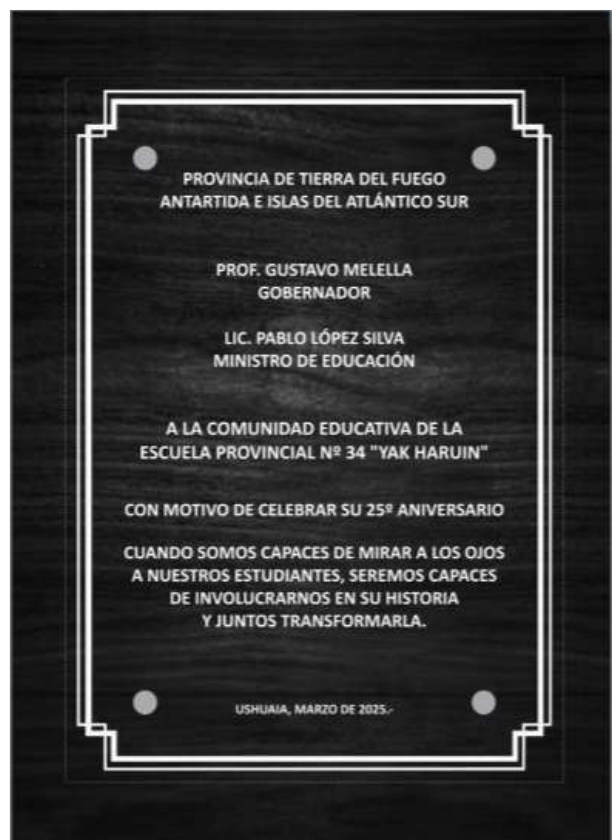 PROVINCIA DE TIERRA DEL FUEGO
ANTARTIDA E ISLAS DEL ATLÁNTICO SUR
PROF. GUSTAVO MELELLA
GOBERNADOR
LIC. PABLO LÓPEZ SILVA
MINISTRO DE EDUCACIÓN
A LA COMUNIDAD EDUCATIVA DE LA
ESCUELA PROVINCIAL Nº 34 "YAK HARUIN"
CON MOTIVO DE CELEBRAR SU 25º ANIVERSARIO
CUANDO SOMOS CAPACES DE MIRAR A LOS OJOS
A NUESTROS ESTUDIANTES, SEREMOS CAPACES
DE INVOLUCRARNOS EN SU HISTORIA
Y JUNTOS TRANSFORMARLA.
USHUAIA, MARZO DE 2025.-